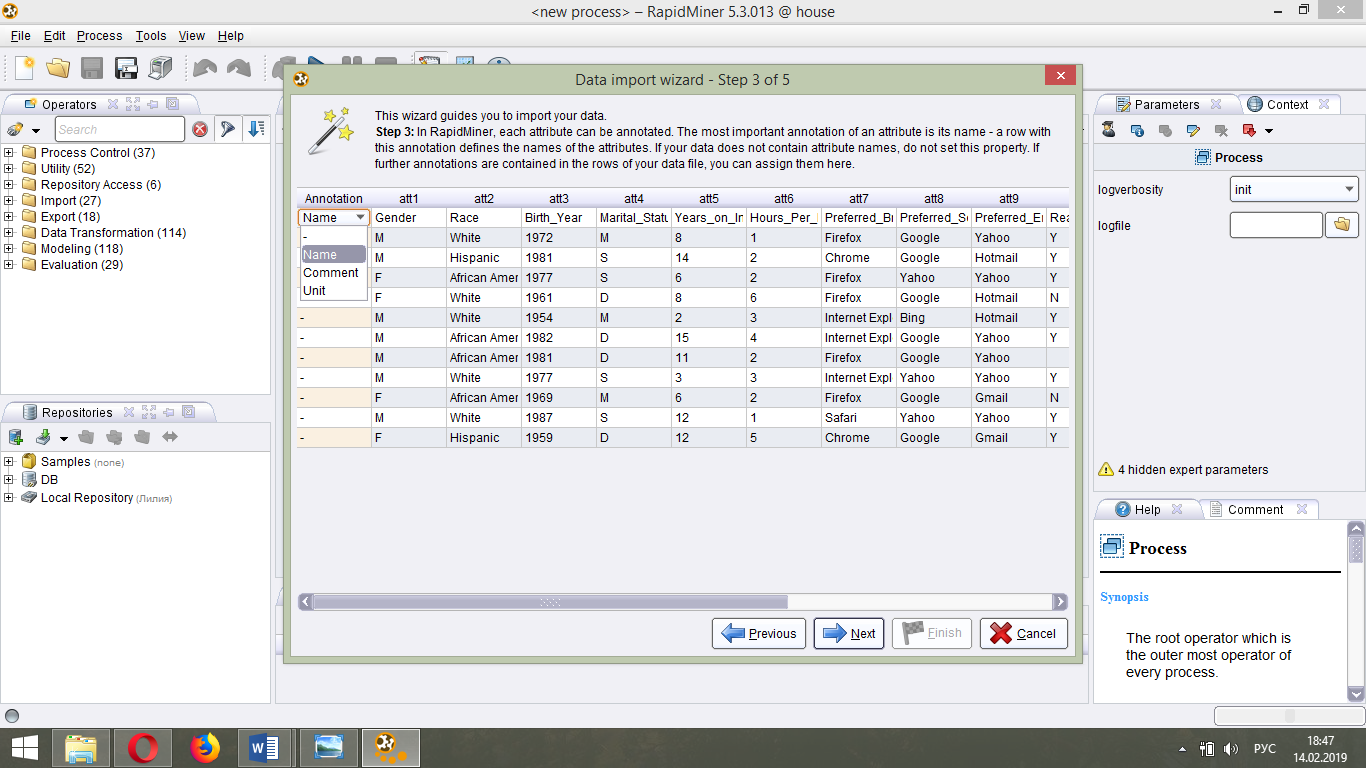 <new process> – RapidMiner 5.3.013 @ house
File Edit Process Tools View Help
Operators
Search
Process Control (37)
Utility (52)
Repository Access (6)
Import (27)
Export (18)
Data Transformation (114)
Modeling (118)
Evaluation (29)
Repositories
Samples (none)
DB
Local Repository (Лилия)
Data import wizard - Step 3 of 5
This wizard guides you to import your data.
Step 3: In RapidMiner, each attribute can be annotated. The most important annotation of an attribute is its name - a row with
this annotation defines the names of the attributes. If your data does not contain attribute names, do not set this property. If
further annotations are contained in the rows of your data file, you can assign them here.
Annotation att1 att2 att3 att4 att5 att6 att7 att8 att9
Name Gender Race Birth_Year Marital_Statu Years_on_In Hours_Per_ Preferred_Br Preferred_Se Preferred_Em Rea
- M White 1972 M 8 1 Firefox Google Yahoo Y
Name M Hispanic 1981 S 14 2 Chrome Google Hotmail Y
Comment F African Amer 1977 S 6 2 Firefox Yahoo Yahoo Y
Unit F White 1961 D 8 6 Firefox Google Hotmail N
- M White 1954 M 2 3 Internet Expl Bing Hotmail Y
- M African Amer 1982 D 15 4 Internet Expl Google Yahoo Y
- M African Amer 1981 D 11 2 Firefox Google Yahoo
- M White 1977 S 3 3 Internet Expl Yahoo Yahoo Y
- F African Amer 1969 M 6 2 Firefox Google Gmail N
- M White 1987 S 12 1 Safari Yahoo Yahoo Y
- F Hispanic 1959 D 12 5 Chrome Google Gmail Y
Previous Next Finish Cancel
Parameters Context
Process
logverbosity init
logfile
4 hidden expert parameters
Help Comment
Process
Synopsis
The root operator which is
the outer most operator of
every process.
РУС
18:47
14.02.2019